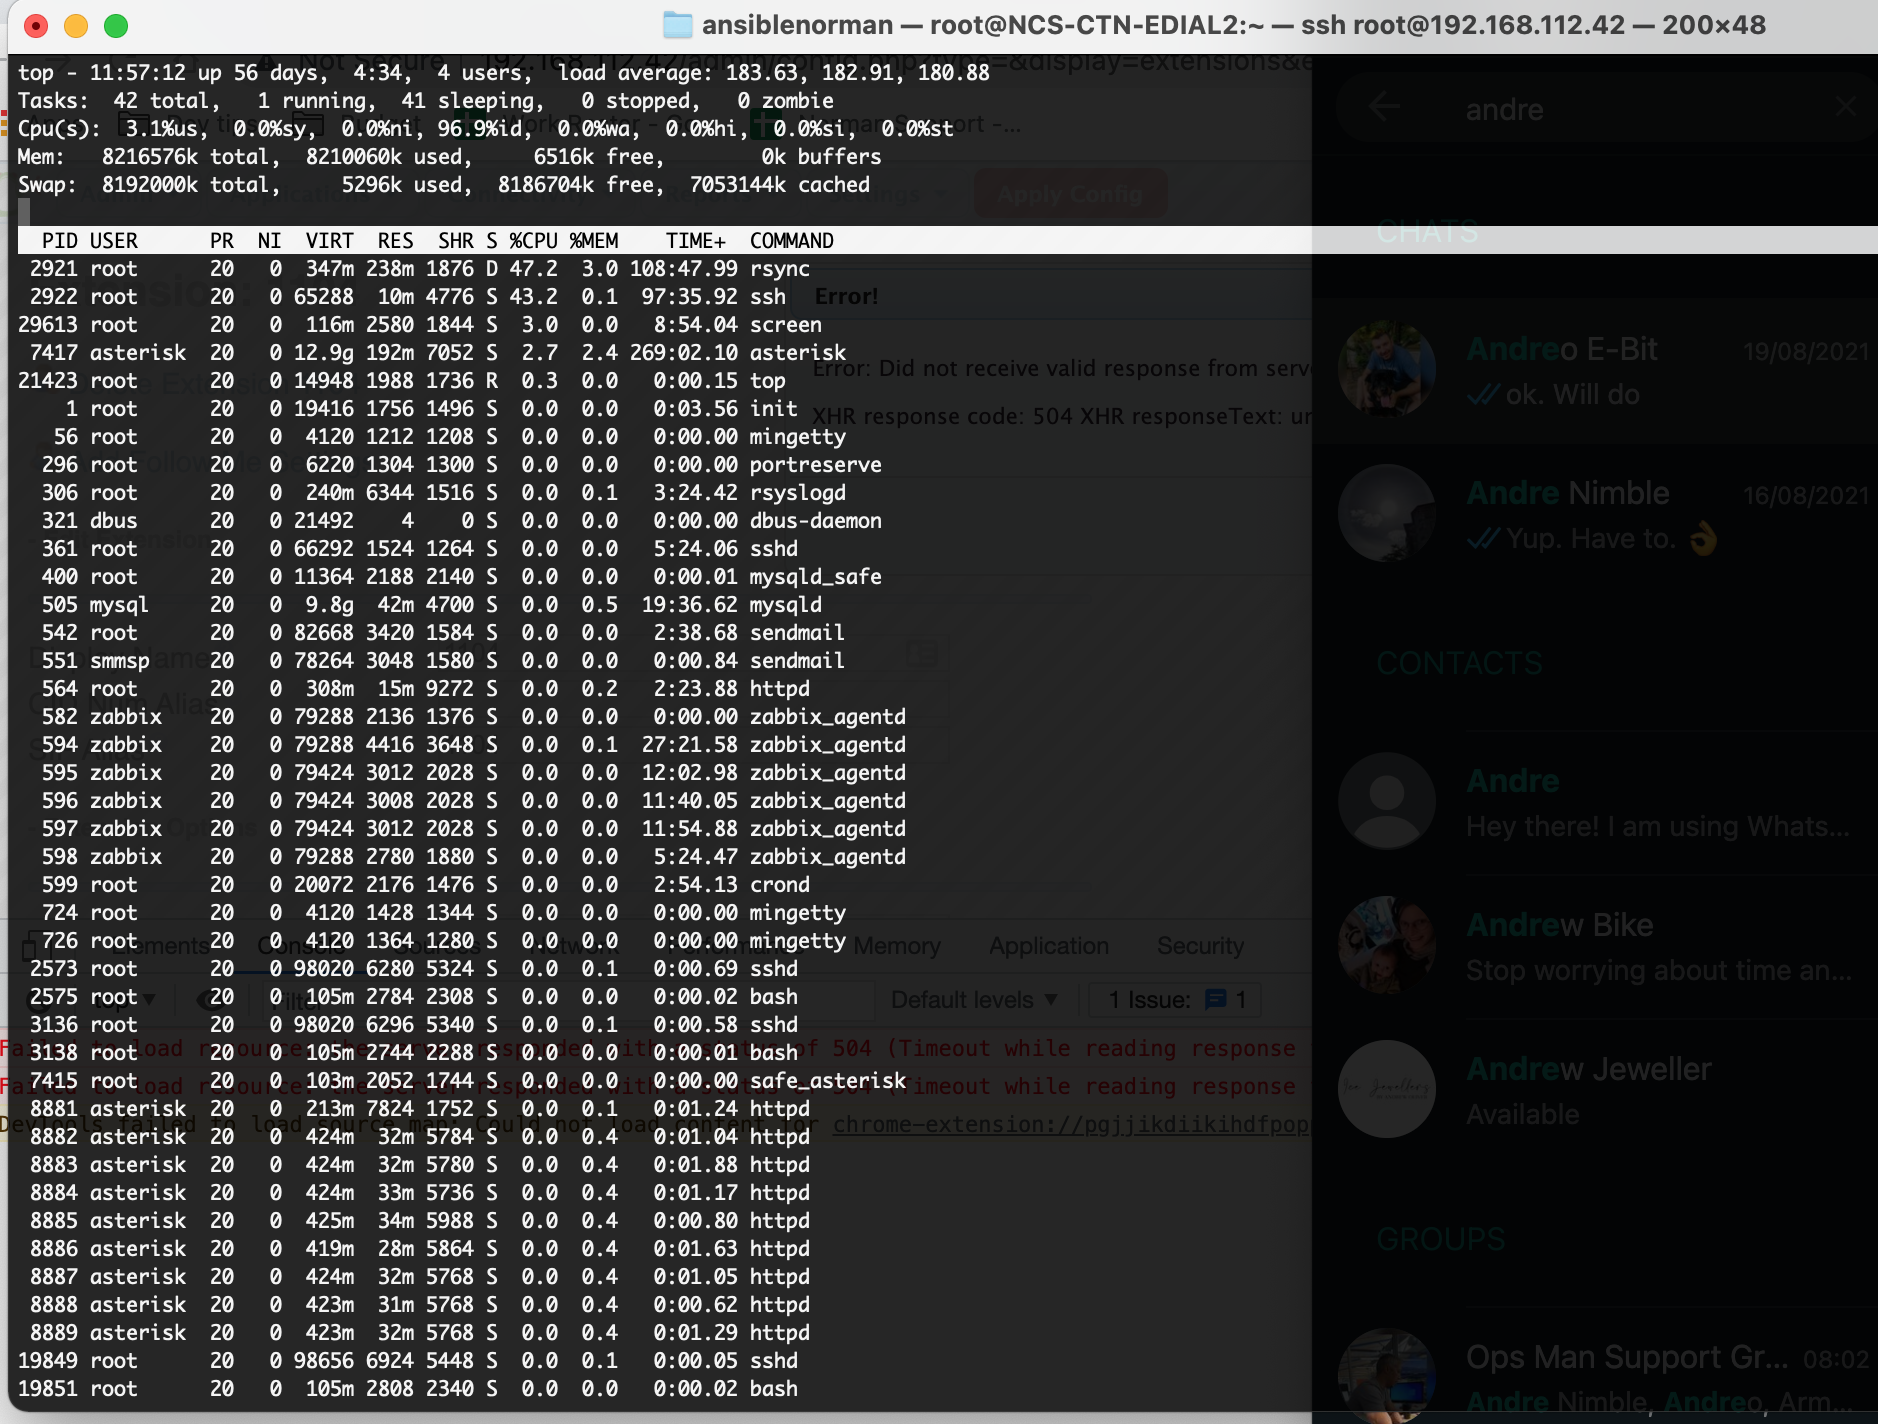 ansiblenorman — root@NCS-CTN-EDIAL2:~ — ssh root@192.168.112.42 — 200×48
top - 11:57:12 up 56 days,  4:34,  4 users,  load average: 183.63, 182.91, 180.88
Tasks:  42 total,   1 running,  41 sleeping,   0 stopped,   0 zombie
Cpu(s):  3.1%us,  0.0%sy,  0.0%ni, 96.9%id,  0.0%wa,  0.0%hi,  0.0%si,  0.0%st
Mem:   8216576k total,  8210060k used,     6516k free,        0k buffers
Swap:  8192000k total,     5296k used,  8186704k free,  7053144k cached
Apply Config
PID USER      PR  NI  VIRT  RES  SHR S %CPU %MEM    TIME+  COMMAND
2921 root      20   0  347m 238m 1876 D 47.2  3.0 108:47.99 rsync
2922 root      20   0 65288  10m 4776 S 43.2  0.1  97:35.92 ssh
29613 root      20   0  116m 2580 1844 S  3.0  0.0   8:54.04 screen
7417 asterisk  20   0 12.9g 192m 7052 S  2.7  2.4 269:02.10 asterisk
21423 root      20   0 14948 1988 1736 R  0.3  0.0   0:00.15 top
1 root      20   0 19416 1756 1496 S  0.0  0.0   0:03.56 init
56 root      20   0  4120 1212 1208 S  0.0  0.0   0:00.00 mingetty
296 root      20   0  6220 1304 1300 S  0.0  0.0   0:00.00 portreserve
306 root      20   0  240m 6344 1516 S  0.0  0.1   3:24.42 rsyslogd
321 dbus      20   0 21492    4    0 S  0.0  0.0   0:00.00 dbus-daemon
361 root      20   0 66292 1524 1264 S  0.0  0.0   5:24.06 sshd
400 root      20   0 11364 2188 2140 S  0.0  0.0   0:00.01 mysqld_safe
505 mysql     20   0  9.8g  42m 4700 S  0.0  0.5  19:36.62 mysqld
542 root      20   0 82668 3420 1584 S  0.0  0.0   2:38.68 sendmail
551 smmsp     20   0 78264 3048 1580 S  0.0  0.0   0:00.84 sendmail
564 root      20   0  308m  15m 9272 S  0.0  0.2   2:23.88 httpd
582 zabbix    20   0 79288 2136 1376 S  0.0  0.0   0:00.00 zabbix_agentd
594 zabbix    20   0 79288 4416 3648 S  0.0  0.1  27:21.58 zabbix_agentd
595 zabbix    20   0 79424 3012 2028 S  0.0  0.0  12:02.98 zabbix_agentd
596 zabbix    20   0 79424 3008 2028 S  0.0  0.0  11:40.05 zabbix_agentd
597 zabbix    20   0 79424 3012 2028 S  0.0  0.0  11:54.88 zabbix_agentd
598 zabbix    20   0 79288 2780 1880 S  0.0  0.0   5:24.47 zabbix_agentd
599 root      20   0 20072 2176 1476 S  0.0  0.0   2:54.13 crond
724 root      20   0  4120 1428 1344 S  0.0  0.0   0:00.00 mingetty
726 root      20   0  4120 1364 1280 S  0.0  0.0   0:00.00 mingetty
2573 root      20   0 98020 6280 5324 S  0.0  0.1   0:00.69 sshd
2575 root      20   0  105m 2784 2308 S  0.0  0.0   0:00.02 bash
3136 root      20   0 98020 6296 5340 S  0.0  0.1   0:00.58 sshd
3158 root      20   0  105m 2744 2288 S  0.0  0.0   0:00.01 bash
7415 root      20   0  103m 2052 1744 S  0.0  0.0   0:00.00 safe_asterisk
8881 asterisk  20   0  213m 7824 1752 S  0.0  0.1   0:01.24 httpd
8882 asterisk  20   0  424m  32m 5784 S  0.0  0.4   0:01.04 httpd
8883 asterisk  20   0  424m  32m 5780 S  0.0  0.4   0:01.88 httpd
8884 asterisk  20   0  424m  33m 5736 S  0.0  0.4   0:01.17 httpd
8885 asterisk  20   0  425m  34m 5988 S  0.0  0.4   0:00.80 httpd
8886 asterisk  20   0  419m  28m 5864 S  0.0  0.4   0:01.63 httpd
8887 asterisk  20   0  424m  32m 5768 S  0.0  0.4   0:01.05 httpd
8888 asterisk  20   0  423m  31m 5768 S  0.0  0.4   0:00.62 httpd
8889 asterisk  20   0  423m  32m 5768 S  0.0  0.4   0:01.29 httpd
19849 root      20   0 98656 6924 5448 S  0.0  0.1   0:00.05 sshd
19851 root      20   0  105m 2808 2340 S  0.0  0.0   0:00.02 bash
Error!
Error: Did not receive valid response from serv
XHR response code: 504 XHR responseText: un
Memory Application Security
Default levels ▼ 1 Issue: 1
of 504 (Timeout while reading response
of 504 (Timeout while reading response
chrome-extension://pgjjikdiikihdfpop
andre
CHATS
Andreo E-Bit 19/08/2021
ok. Will do
Andre Nimble 16/08/2021
Yup. Have to. 👌
CONTACTS
Andre
Hey there! I am using Whats...
Andrew Bike
Stop worrying about time an...
Andrew Jeweller
Available
GROUPS
Ops Man Support Gr... 08:02
Andre Nimble, Andreo, Arm...